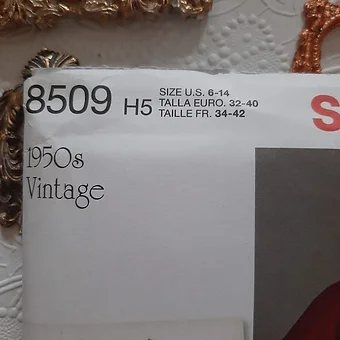 8509 H5 SIZE U.S. 6-14
TALLA EURO. 32-40
TAILLE FR. 34-42
S
1950s
Vintage